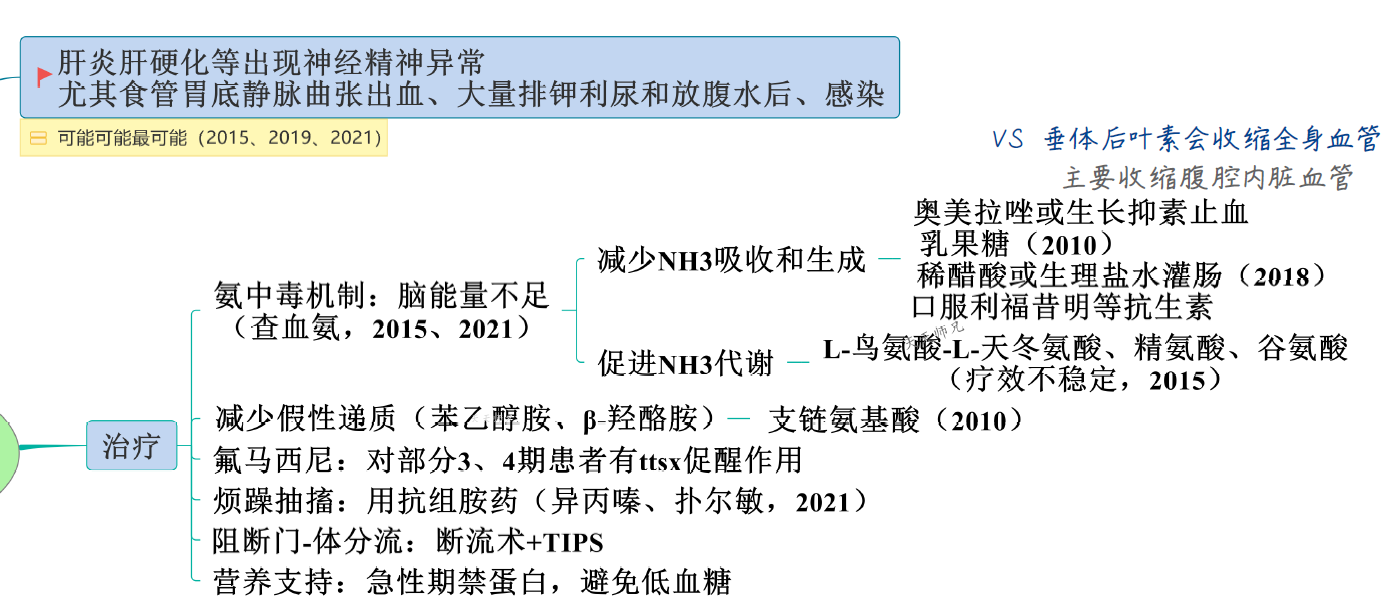 肝炎肝硬化等出现神经精神异常
尤其食管胃底静脉曲张出血、大量排钾利尿和放腹水后、感染
可能可能最可能（2015、2019、2021）
VS 垂体后叶素会收缩全身血管
主要收缩腹腔内脏血管
奥美拉唑或生长抑素止血
乳果糖（2010）
减少NH3吸收和生成
稀醋酸或生理盐水灌肠（2018）
口服利福昔明等抗生素
氨中毒机制：脑能量不足
（查血氨，2015、2021）
促进NH3代谢
L-鸟氨酸-L-天冬氨酸、精氨酸、谷氨酸
（疗效不稳定，2015）
治疗
减少假性递质（苯乙醇胺、β-羟酪胺）
支链氨基酸（2010）
氟马西尼：对部分3、4期患者有ttsx促醒作用
烦躁抽搐：用抗组胺药（异丙嗪、扑尔敏，2021）
阻断门-体分流：断流术+TIPS
营养支持：急性期禁蛋白，避免低血糖